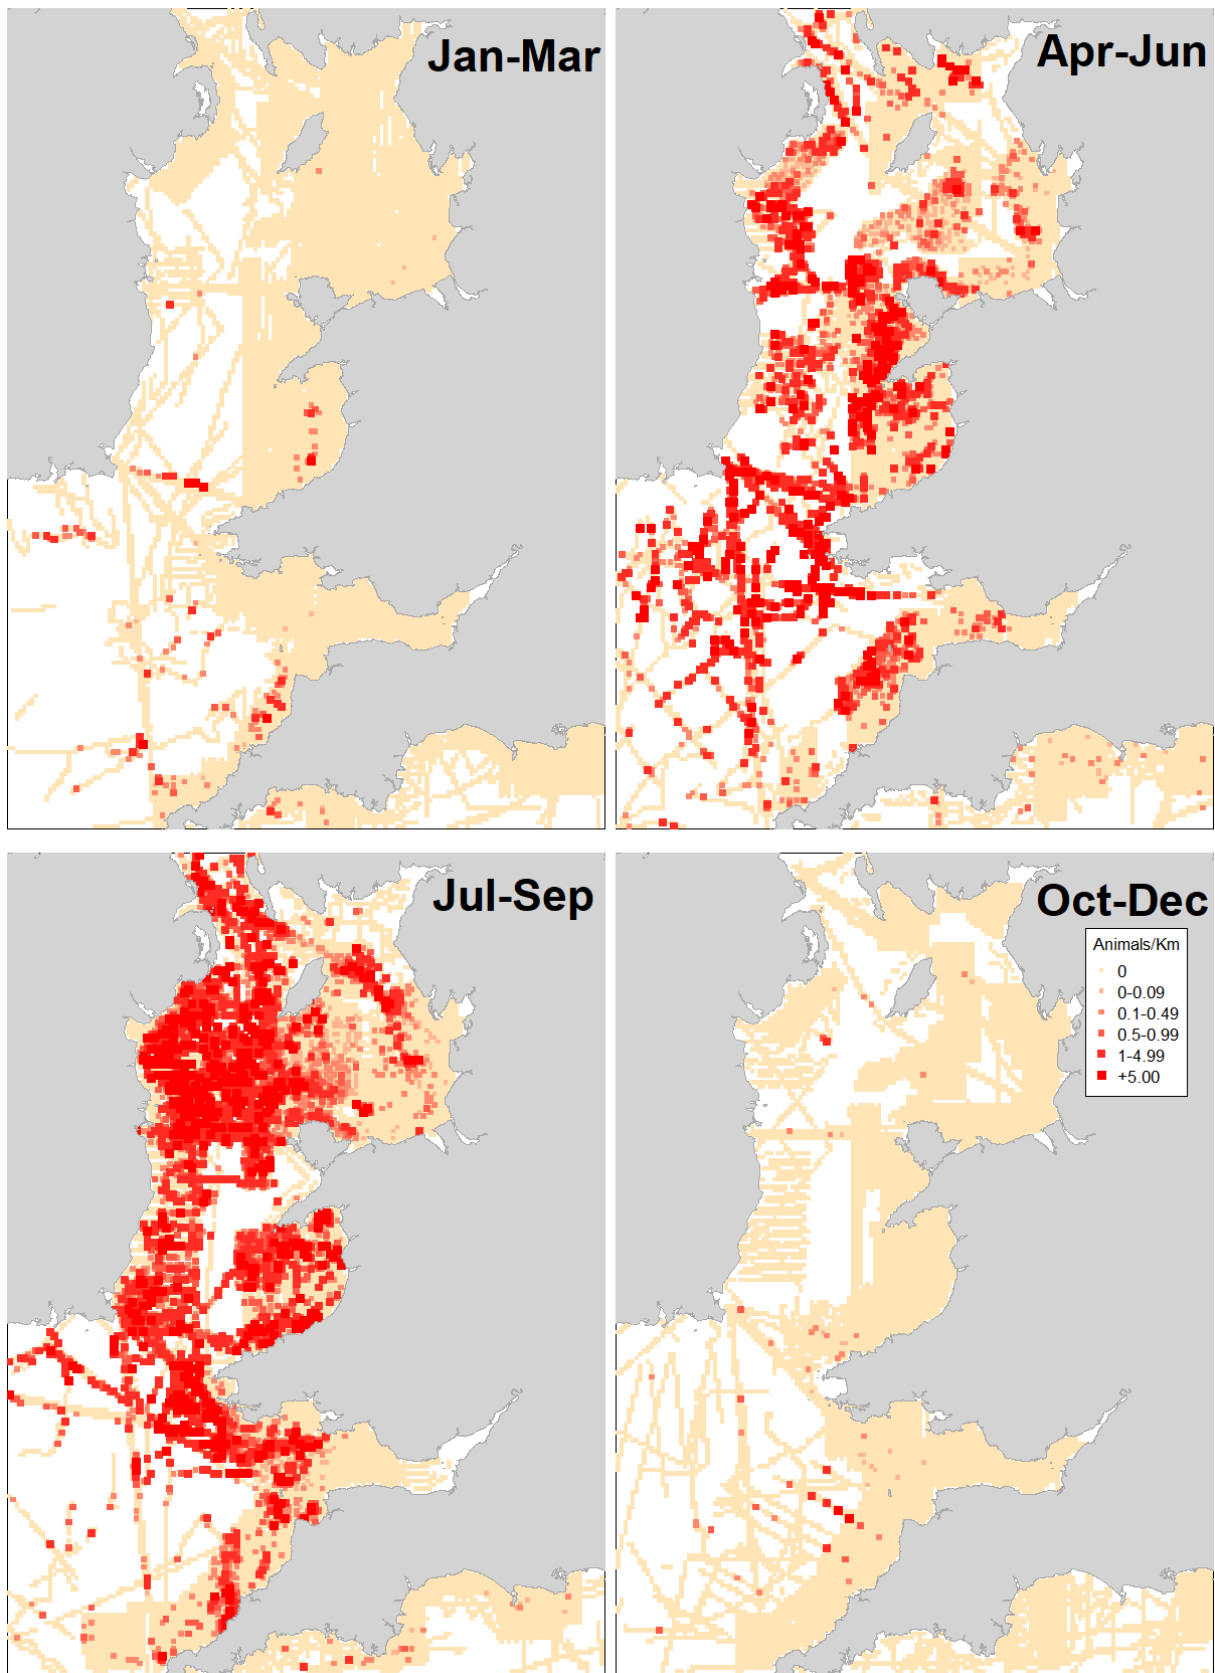 Jan-Mar
Apr-Jun
Jul-Sep
Oct-Dec
Animals/Km
0
0-0.09
0.1-0.49
0.5-0.99
1-4.99
+5.00